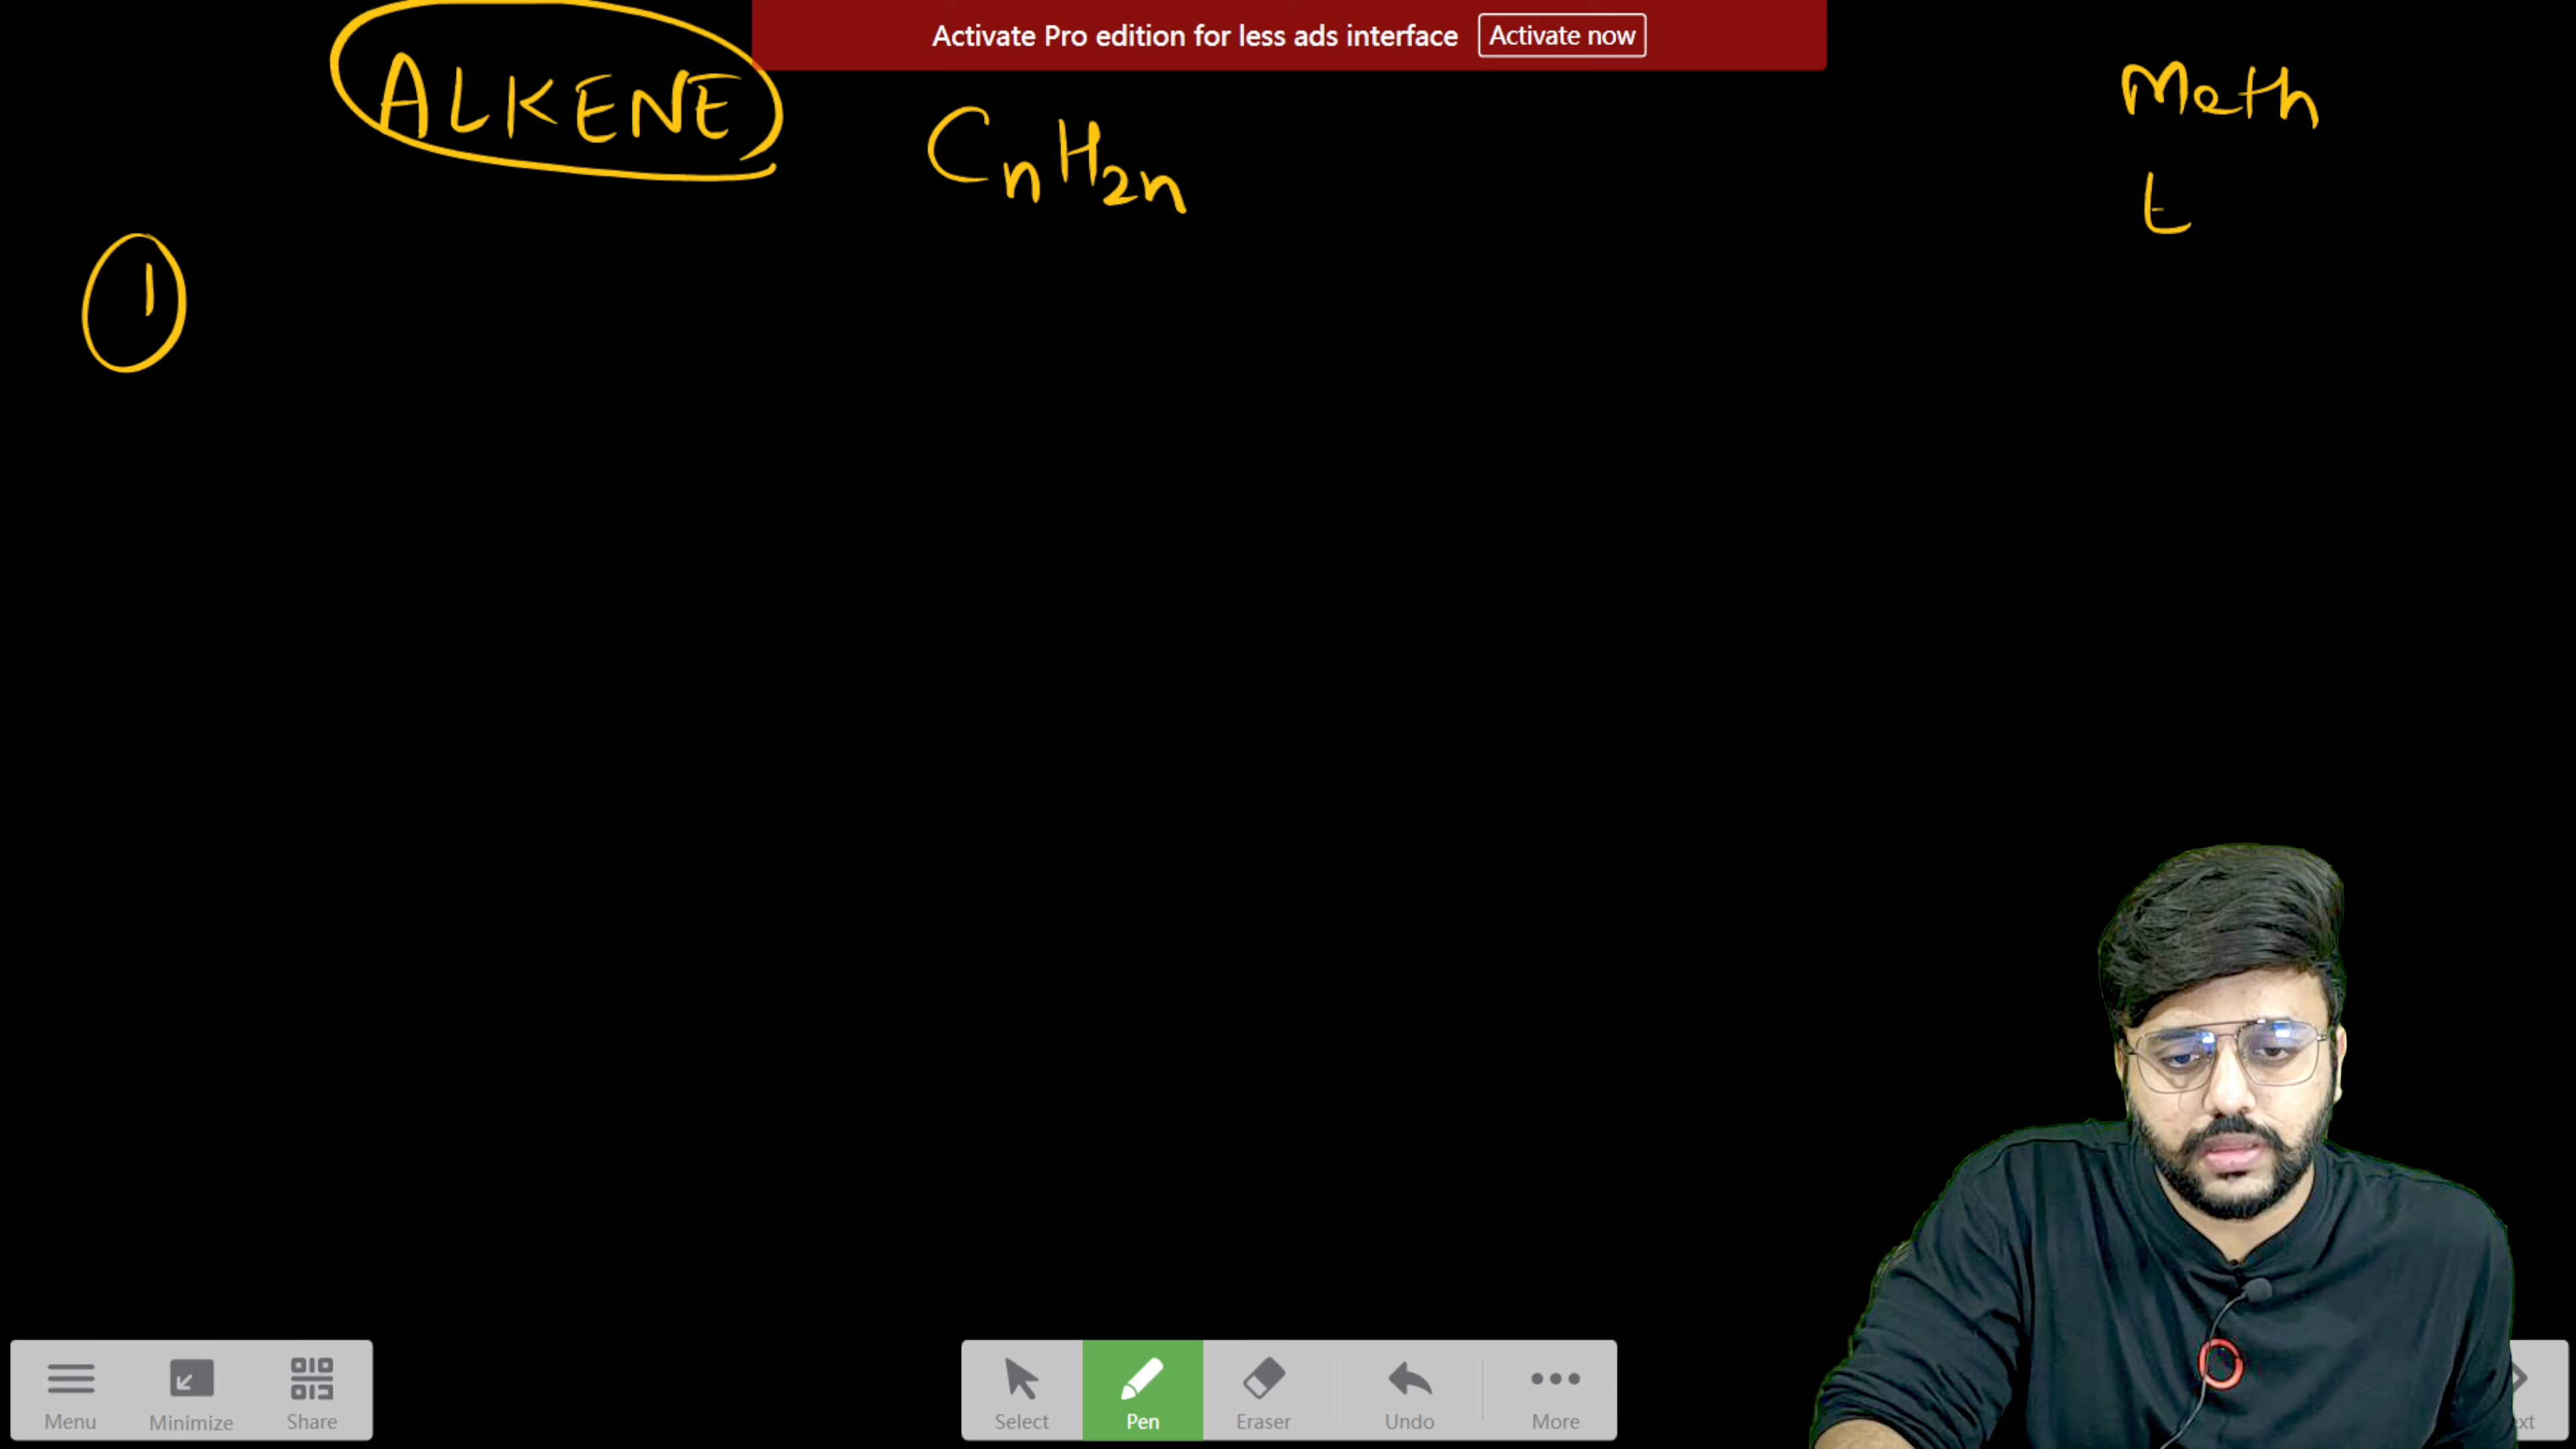 Activate Pro edition for less ads interface Activate now
ALKENE
CnH2n
Meth
E
1
Menu Minimize Share
Select Pen Eraser Undo More